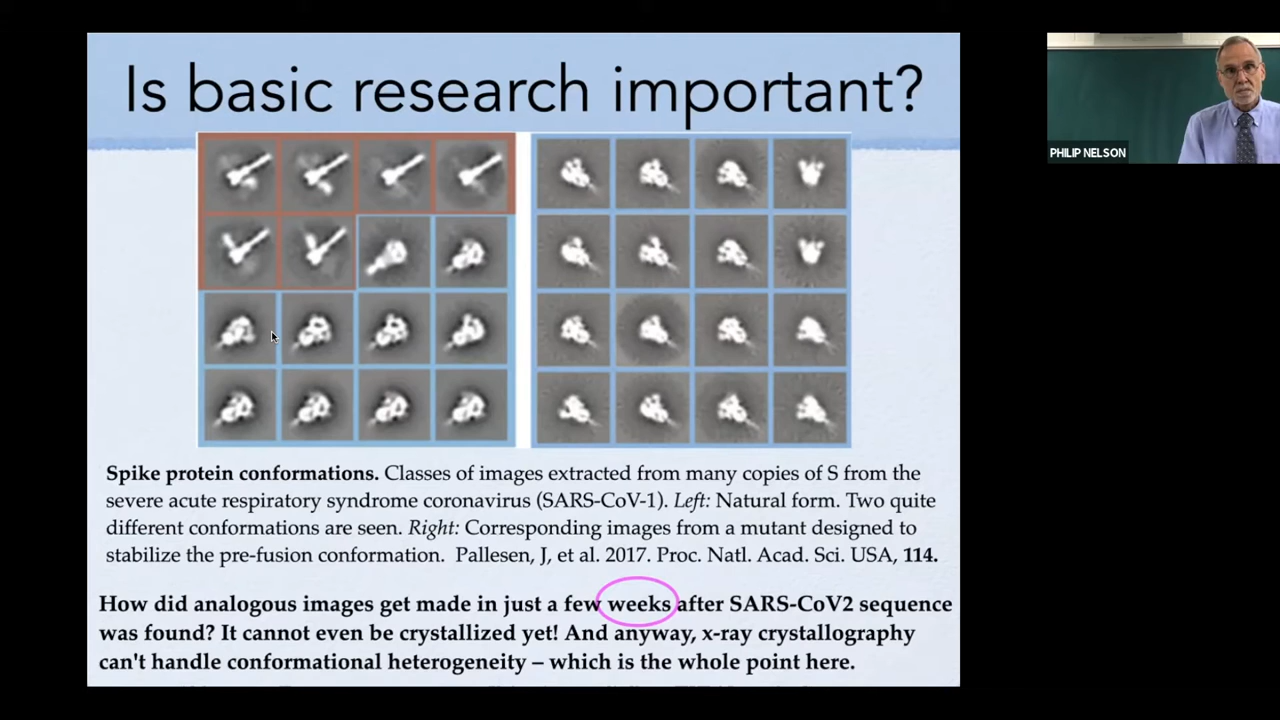 Is basic research important?
PHILIP NELSON
Spike protein conformations. Classes of images extracted from many copies of S from the
severe acute respiratory syndrome coronavirus (SARS-CoV-1). Left: Natural form. Two quite
different conformations are seen. Right: Corresponding images from a mutant designed to
stabilize the pre-fusion conformation. Pallesen, J, et al. 2017. Proc. Natl. Acad. Sci. USA, 114.
How did analogous images get made in just a few weeks after SARS-CoV2 sequence
was found? It cannot even be crystallized yet! And anyway, x-ray crystallography
can't handle conformational heterogeneity – which is the whole point here.